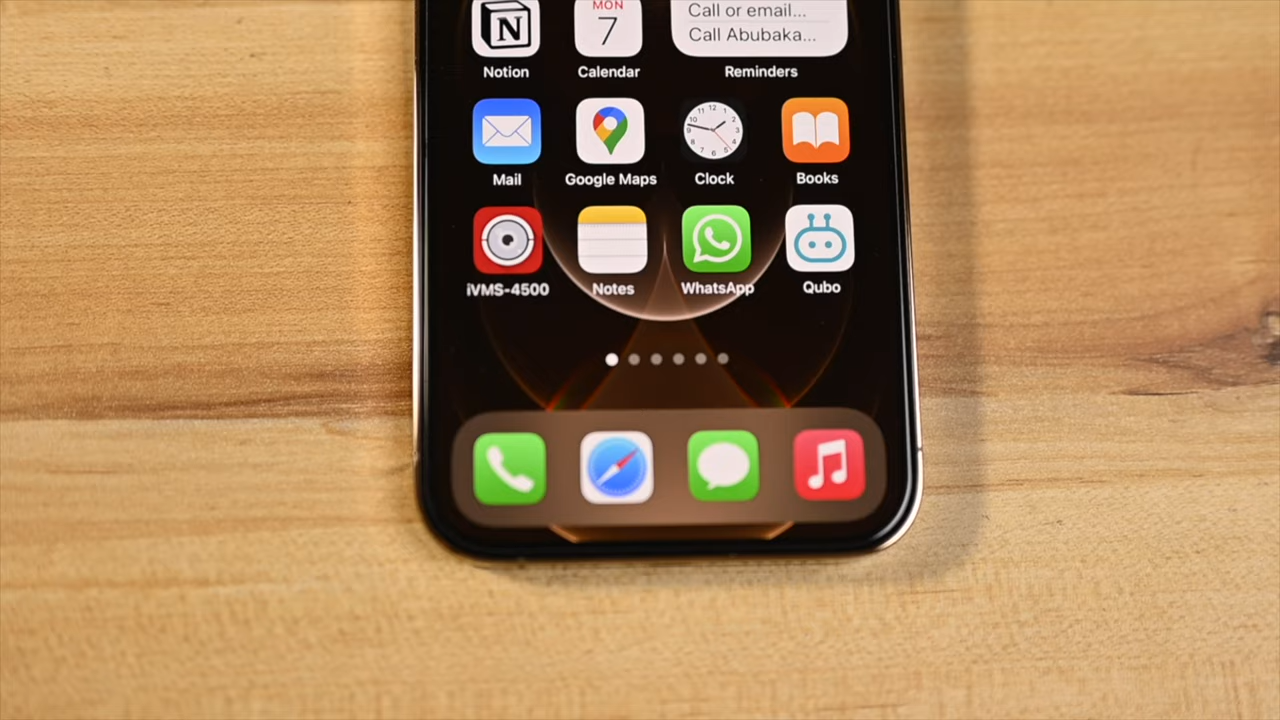 MON
Call or email...
N
7
Call Abubaka...
Notion
Calendar
Reminders
Mail
Google Maps
Clock
Books
iVMS-4500
Notes
WhatsApp
Qubo